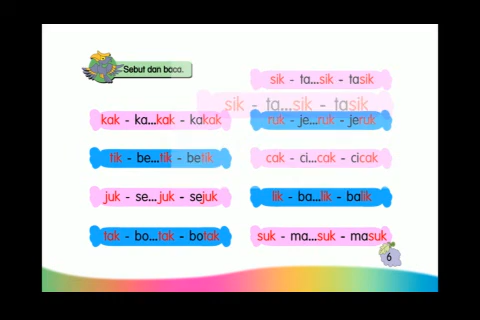 Sebut dan baca.
sik - ta...sik - tasik
sik - ta...sik - tasik
kak - ka...kak - kakak
ruk - je...ruk - jeruk
tik - be...tik - betik
cak - ci...cak - cicak
juk - se...juk - sejuk
lik - ba...lik - balik
tak - bo...tak - botak
suk - ma...suk - masuk
6